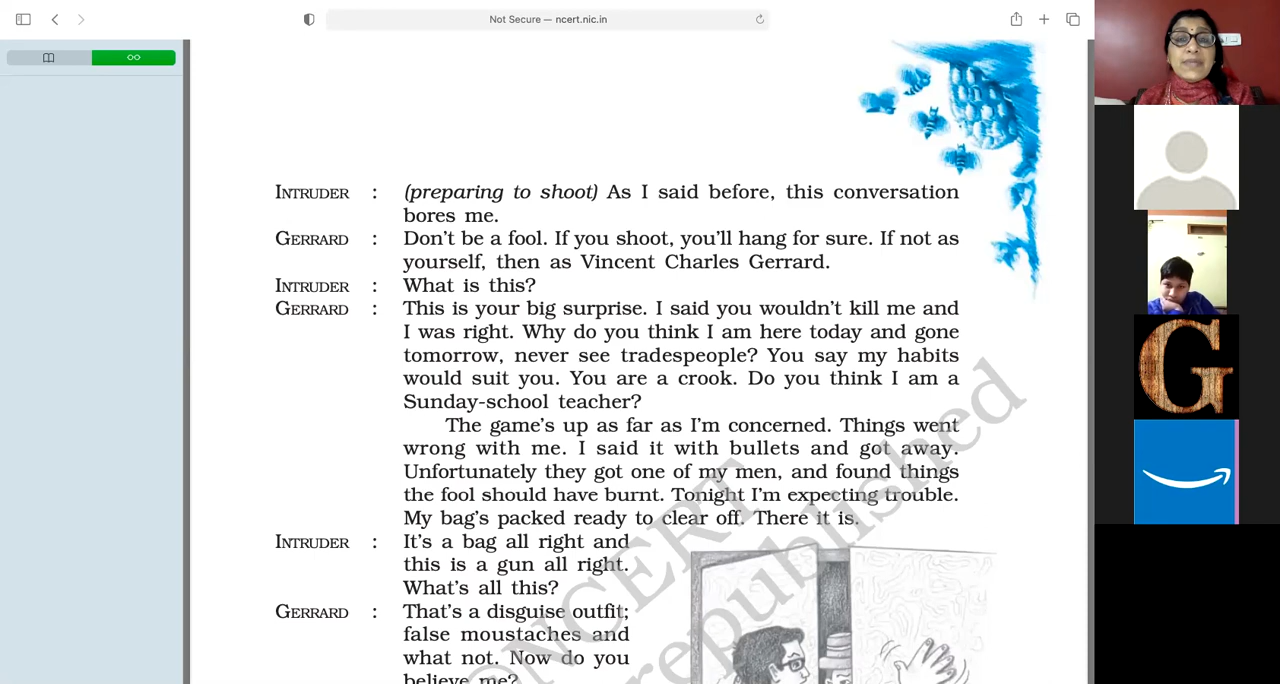 Not Secure — ncert.nic.in
INTRUDER : (preparing to shoot) As I said before, this conversation
bores me.
GERRARD : Don't be a fool. If you shoot, you'll hang for sure. If not as
yourself, then as Vincent Charles Gerrard.
INTRUDER : What is this?
GERRARD : This is your big surprise. I said you wouldn't kill me and
I was right. Why do you think I am here today and gone
tomorrow, never see tradespeople? You say my habits
would suit you. You are a crook. Do you think I am a
Sunday-school teacher?
The game's up as far as I'm concerned. Things went
wrong with me. I said it with bullets and got away.
Unfortunately they got one of my men, and found things
the fool should have burnt. Tonight I'm expecting trouble.
My bag's packed ready to clear off. There it is.
INTRUDER : It's a bag all right and
this is a gun all right.
What's all this?
GERRARD : That's a disguise outfit;
false moustaches and
what not. Now do you
believe me?
NCERT
republished
G